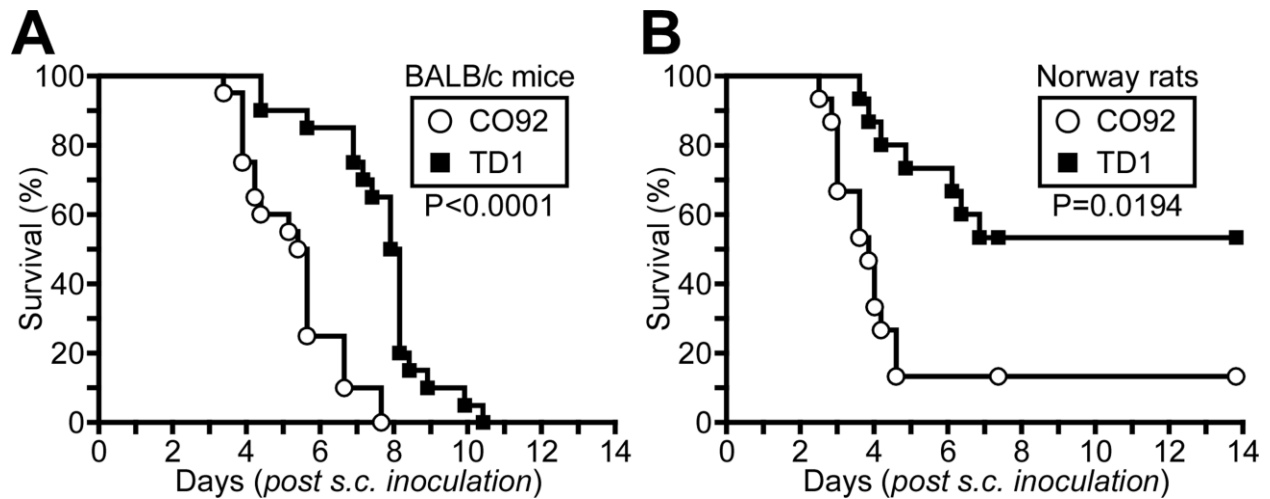 A
BALB/c mice
CO92
TD1
P<0.0001
Survival (%)
100
80
60
40
20
0
0 2 4 6 8 10 12 14
Days (post s.c. inoculation)
B
Norway rats
CO92
TD1
P=0.0194
Survival (%)
100
80
60
40
20
0
0 2 4 6 8 10 12 14
Days (post s.c. inoculation)